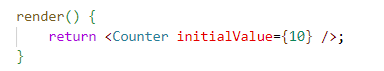 render() {
    return <Counter initialValue={10} />;
}